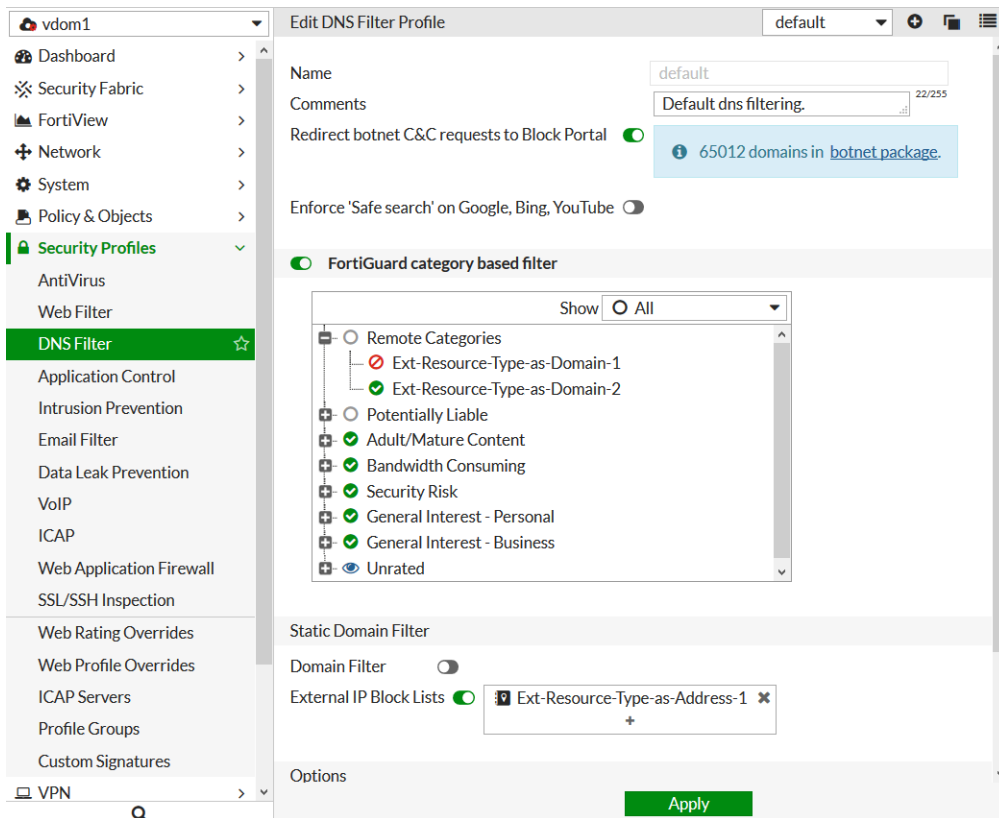 vdom1
Dashboard
Security Fabric
FortiView
Network
System
Policy & Objects
Security Profiles
AntiVirus
Web Filter
DNS Filter
Application Control
Intrusion Prevention
Email Filter
Data Leak Prevention
VoIP
ICAP
Web Application Firewall
SSL/SSH Inspection
Web Rating Overrides
Web Profile Overrides
ICAP Servers
Profile Groups
Custom Signatures
VPN
Edit DNS Filter Profile default
Name default
Comments Default dns filtering. 22/255
Redirect botnet C&C requests to Block Portal 65012 domains in botnet package.
Enforce 'Safe search' on Google, Bing, YouTube
FortiGuard category based filter
Show All
Remote Categories
Ext-Resource-Type-as-Domain-1
Ext-Resource-Type-as-Domain-2
Potentially Liable
Adult/Mature Content
Bandwidth Consuming
Security Risk
General Interest - Personal
General Interest - Business
Unrated
Static Domain Filter
Domain Filter
External IP Block Lists Ext-Resource-Type-as-Address-1
Options
Apply